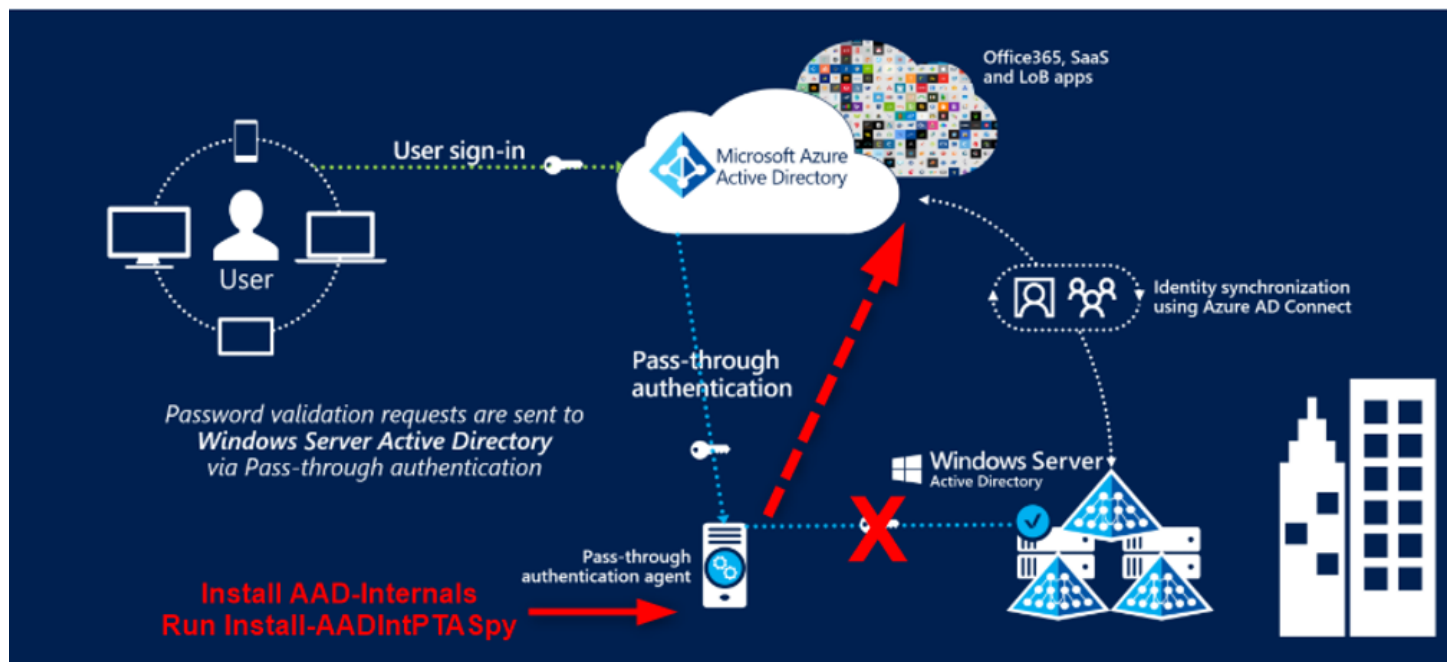 Office365, SaaS
and LoB apps
User sign-in
Microsoft Azure
Active Directory
User
Identity synchronization
using Azure AD Connect
Pass-through
authentication
Password validation requests are sent to
Windows Server Active Directory
via Pass-through authentication
Windows Server
Active Directory
X
Pass-through
authentication agent
Install AAD-Internals
Run Install-AADIntPTASpy